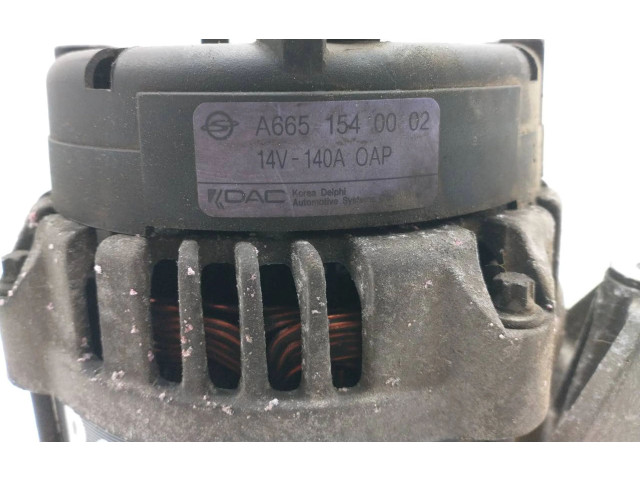 A665 154 00 02
14V-140A OAP
KDAC Korea Delphi
Automotive Systems